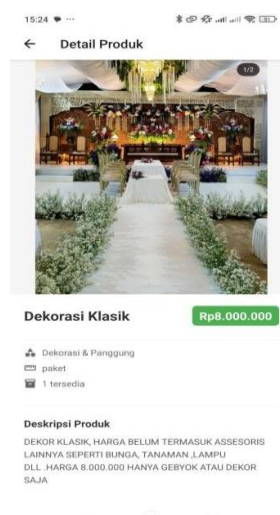 15:24
Detail Produk
1/2
Dekorasi Klasik
Rp8.000.000
Dekorasi & Panggung
paket
1 tersedia
Deskripsi Produk
DEKOR KLASIK, HARGA BELUM TERMASUK ASSESORIS
LAINNYA SEPERTI BUNGA, TANAMAN ,LAMPU
DLL .HARGA 8.000.000 HANYA GEBYOK ATAU DEKOR
SAJA